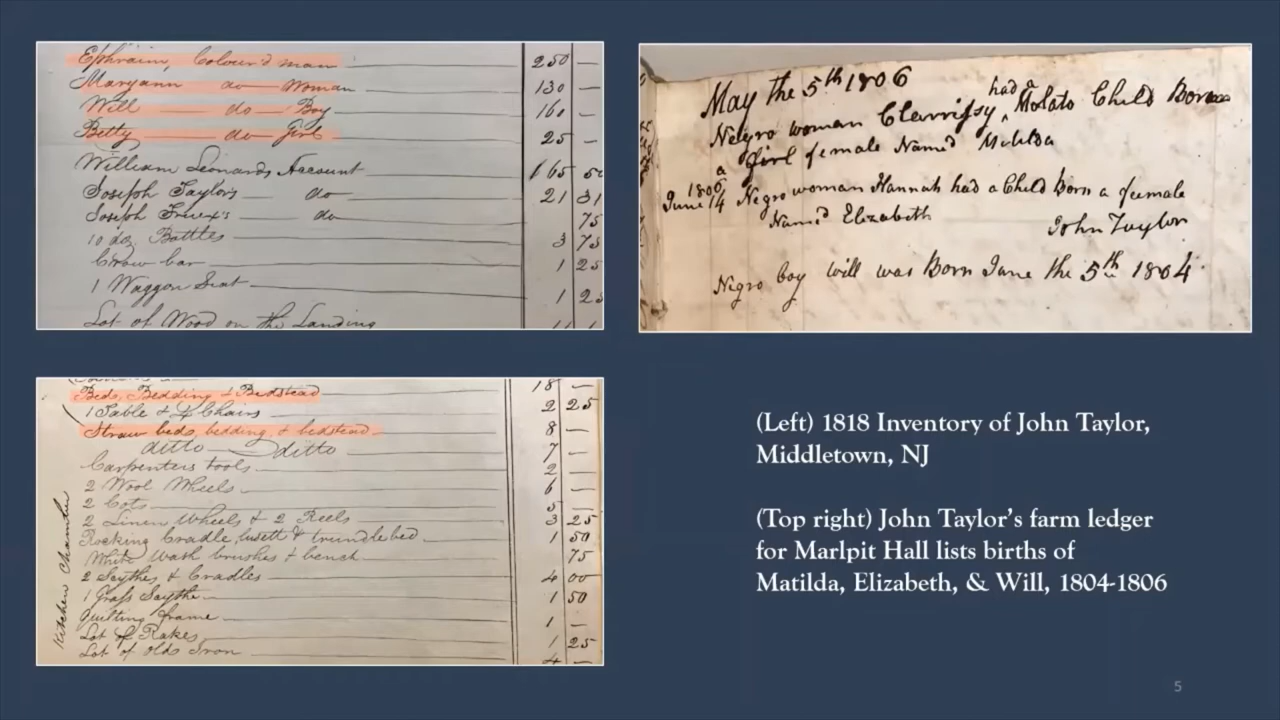 Ephraim, Colour'd man 250 —
Maryann do Woman 130 —
Will do Boy 160 —
Betty do Girl 25 —
William Leonards Account 165
Joseph Taylor's do 21 31
Joseph do 75
10 doz Bottles 3 75
Crow bar 1 25
1 Waggon Seat 1 25
Lot of Wood on the Landing
May the 5th 1806
Negro woman Clarrissy had Molato Child Born
a girl female Named Matilda
1806 June 14 Negro woman Hannah had a Child Born a female
Named Elizabeth
John Taylor
Negro boy will was Born June the 5th 1804
18 —
Beds, Bedding & Bedstead
1 Table & 4 Chairs 2 25
Straw beds, bedding, & bedstead 8 —
ditto ditto 7 —
Carpenters tools 2 —
2 Wool Wheels 6 —
2 Cots 5 —
2 Linen Wheels & 2 Reels 3 25
Rocking Cradle, & trundle bed 1 50
White Wash brushes & bench 75
2 Scythes & Cradles 4 00
1 Grass Scythe 1 50
Quilting frame 1 —
Lot of Rakes 1 25
Lot of old Iron 4 —
Kitchen Chamber
(Left) 1818 Inventory of John Taylor,
Middletown, NJ
(Top right) John Taylor's farm ledger
for Marlpit Hall lists births of
Matilda, Elizabeth, & Will, 1804-1806
5